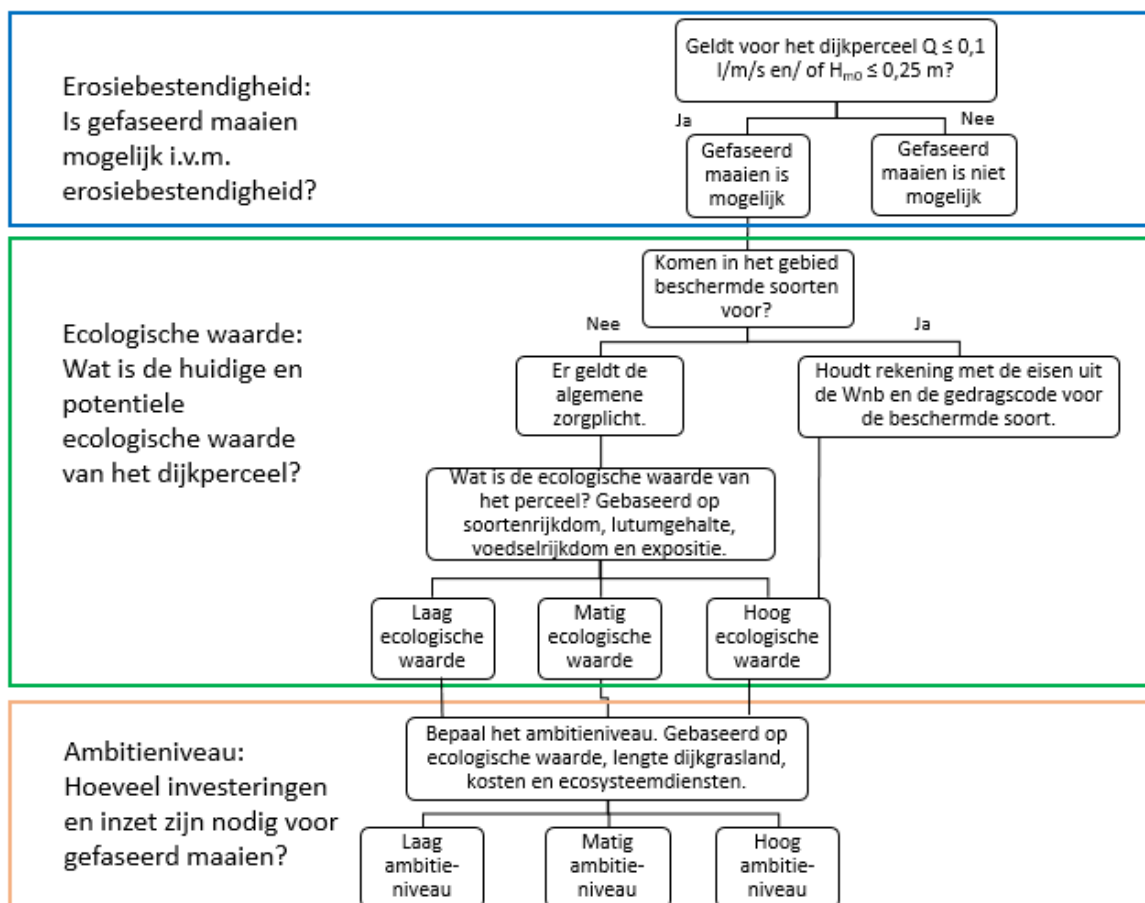 Erosiebestendigheid:
Is gefaseerd maaien
mogelijk i.v.m.
erosiebestendigheid?
Geldt voor het dijkperceel Q ≤ 0,1
l/m/s en/ of Hm0 ≤ 0,25 m?
Ja
Nee
Gefaseerd
maaien is
mogelijk
Gefaseerd
maaien is niet
mogelijk
Ecologische waarde:
Wat is de huidige en
potentiele
ecologische waarde
van het dijkperceel?
Komen in het gebied
beschermde soorten
voor?
Nee
Ja
Er geldt de
algemene
zorgplicht.
Houdt rekening met de eisen uit
de Wnb en de gedragscode voor
de beschermde soort.
Wat is de ecologische waarde van
het perceel? Gebaseerd op
soortenrijkdom, lutumgehalte,
voedselrijkdom en expositie.
Laag
ecologische
waarde
Matig
ecologische
waarde
Hoog
ecologische
waarde
Ambitieniveau:
Hoeveel investeringen
en inzet zijn nodig voor
gefaseerd maaien?
Bepaal het ambitieniveau. Gebaseerd op
ecologische waarde, lengte dijkgrasland,
kosten en ecosysteemdiensten.
Laag
ambitie-
niveau
Matig
ambitie-
niveau
Hoog
ambitie-
niveau